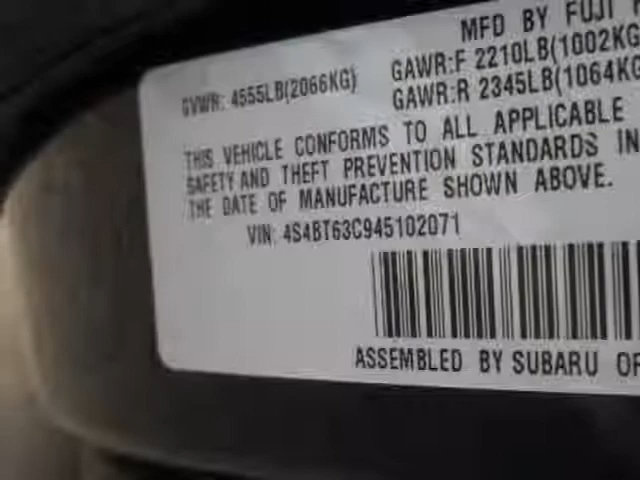 MFD BY FUJI
GVWR: 4555LB(2066KG)
GAWR:F 2210LB(1002KG
GAWR:R 2345LB(1064KG
THIS VEHICLE CONFORMS TO ALL APPLICABLE
SAFETY AND THEFT PREVENTION STANDARDS IN
THE DATE OF MANUFACTURE SHOWN ABOVE.
VIN: 4S4BT63C945102071
ASSEMBLED BY SUBARU OF